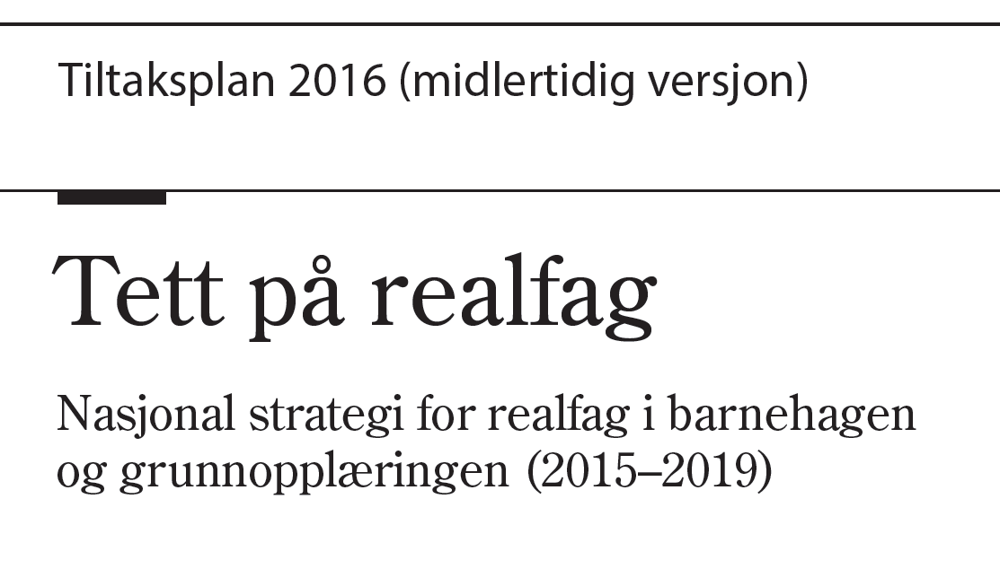 Tiltaksplan 2016 (midlertidig versjon)
Tett på realfag
Nasjonal strategi for realfag i barnehagen
og grunnopplæringen (2015–2019)